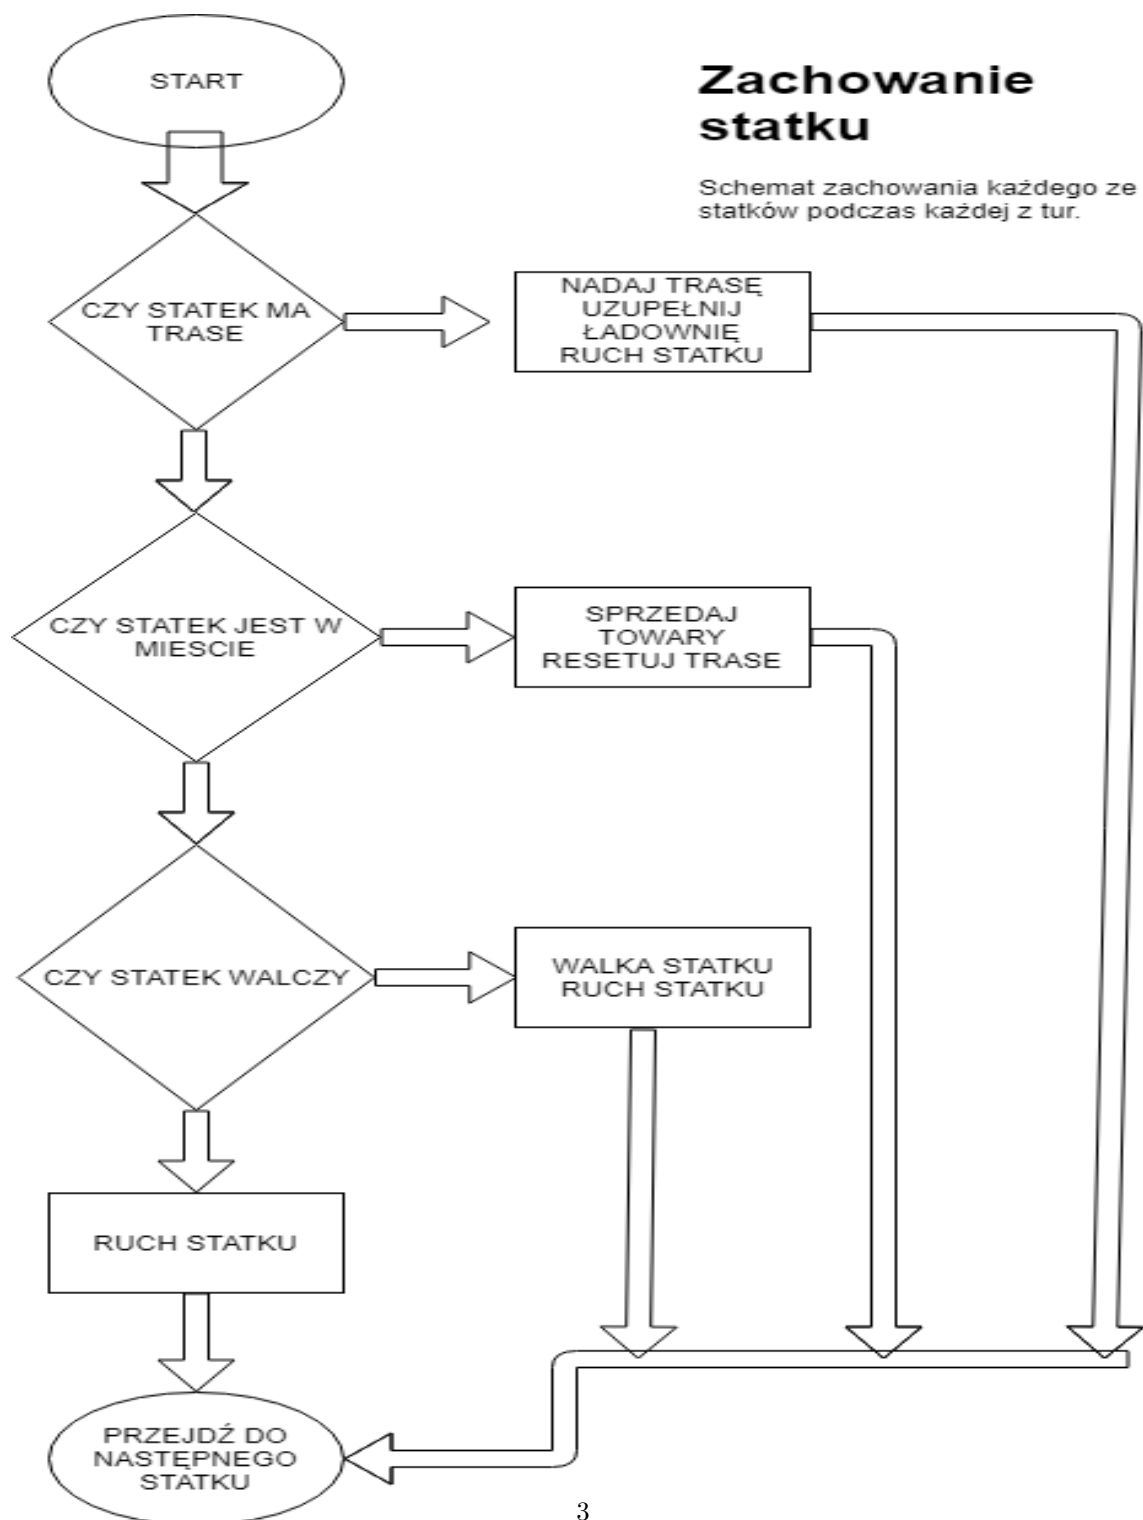 START
Zachowanie
statku
Schemat zachowania każdego ze
statków podczas każdej z tur.
CZY STATEK MA
TRASE
NADAJ TRASĘ
UZUPEŁNIJ
ŁADOWNIĘ
RUCH STATKU
CZY STATEK JEST W
MIESCIE
SPRZEDAJ
TOWARY
RESETUJ TRASE
CZY STATEK WALCZY
WALKA STATKU
RUCH STATKU
RUCH STATKU
PRZEJDŹ DO
NASTĘPNEGO
STATKU
3